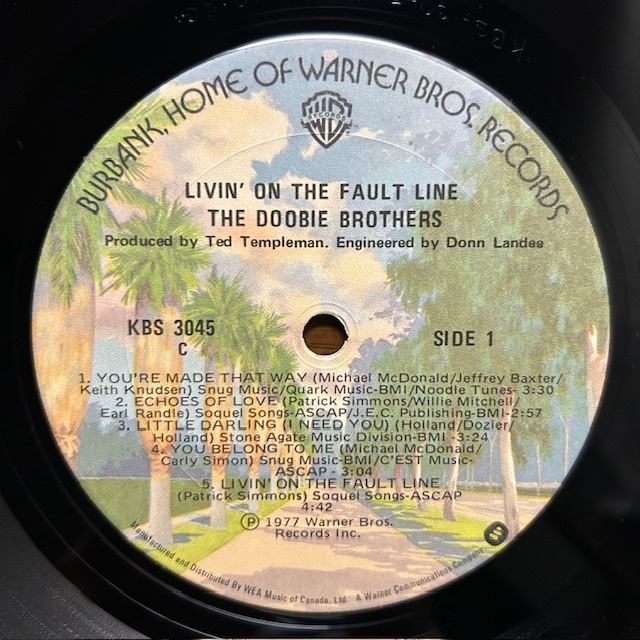 BURBANK, HOME OF WARNER BROS. RECORDS
RECORDS
LIVIN' ON THE FAULT LINE
THE DOOBIE BROTHERS
Produced by Ted Templeman. Engineered by Donn Landee
KBS 3045
C
SIDE 1
1. YOU'RE MADE THAT WAY (Michael McDonald/Jeffrey Baxter/
Keith Knudsen) Snug Music/Quark Music-BMI/Noodle Tunes- 3:30
2. ECHOES OF LOVE (Patrick Simmons/Willie Mitchell/
Earl Randle) Soquel Songs-ASCAP/J.E.C. Publishing-BMI-2:57
3. LITTLE DARLING (I NEED YOU) (Holland/Dozier/
Holland) Stone Agate Music Division-BMI -3:24
4. YOU BELONG TO ME (Michael McDonald/
Carly Simon) Snug Music-BMI/C'EST Music-
ASCAP - 3:04
5. LIVIN' ON THE FAULT LINE
(Patrick Simmons) Soquel Songs-ASCAP
4:42
Ⓟ 1977 Warner Bros.
Records Inc.
Manufactured and Distributed By WEA Music of Canada, Ltd. A Warner Communications Company